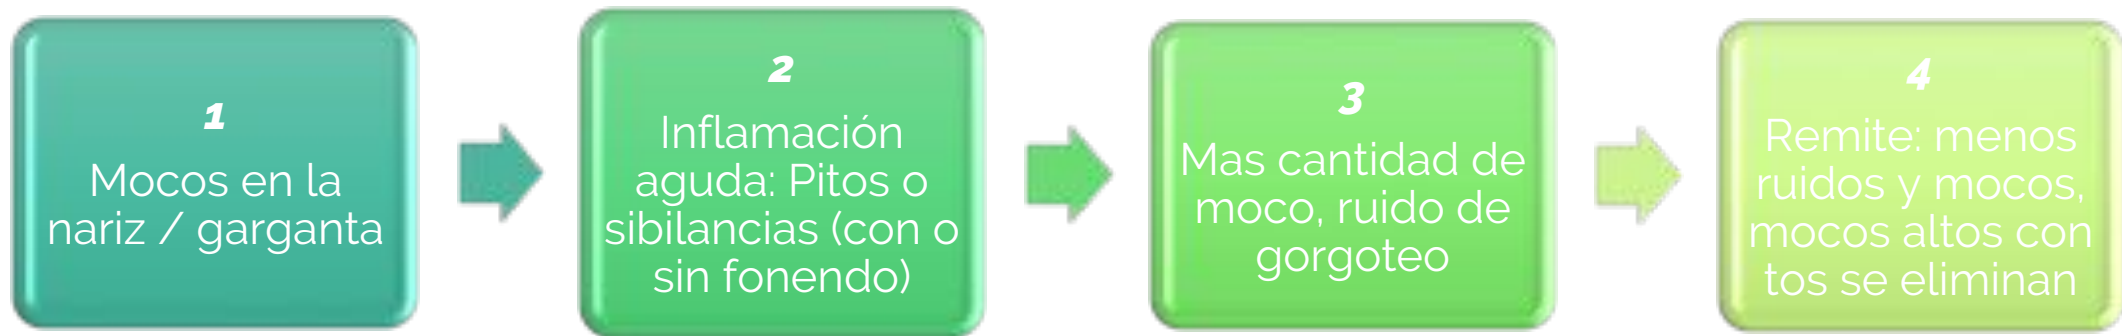 1
Mocos en la
nariz / garganta
2
Inflamación
aguda: Pitos o
sibilancias (con o
sin fonendo)
3
Mas cantidad de
moco, ruido de
gorgoteo
4
Remite: menos
ruidos y mocos,
mocos altos con
tos se eliminan